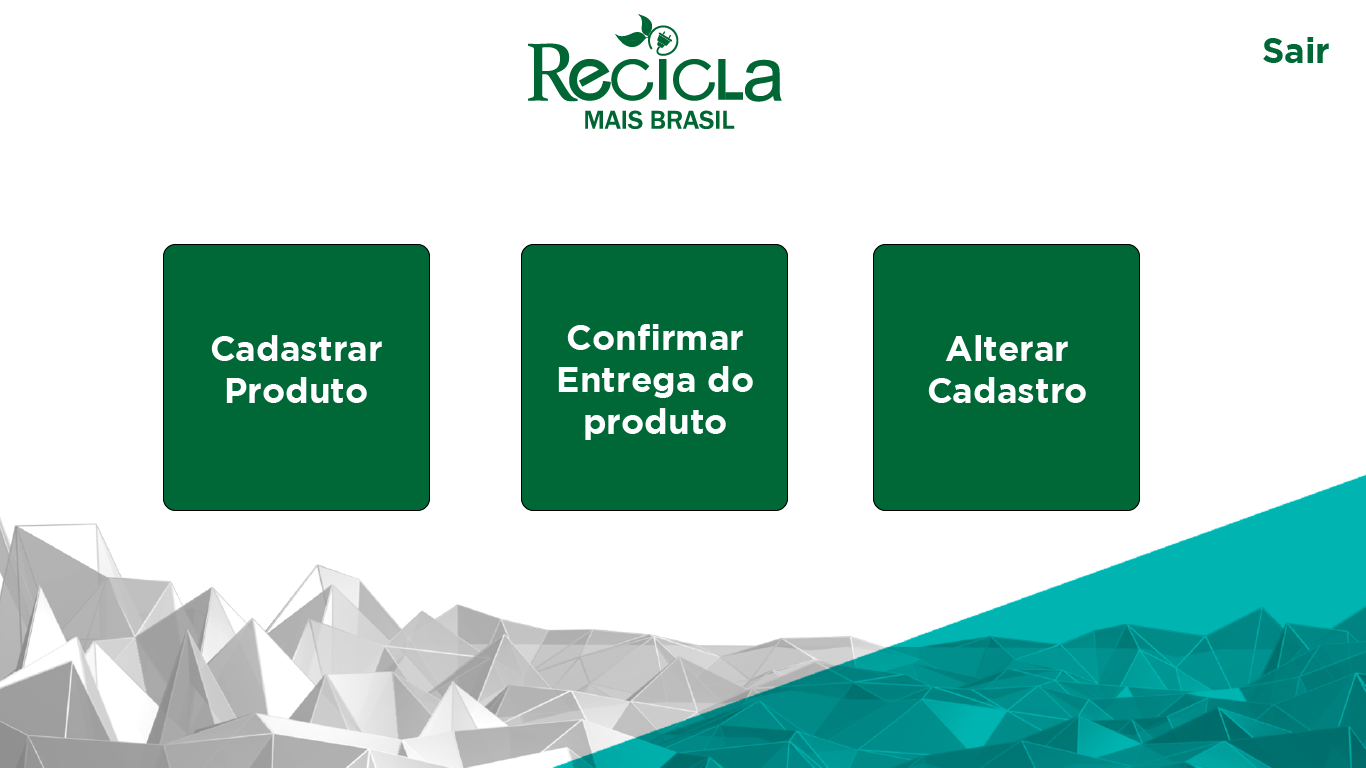 Recicla
MAIS BRASIL
Sair
Cadastrar
Produto
Confirmar
Entrega do
produto
Alterar
Cadastro